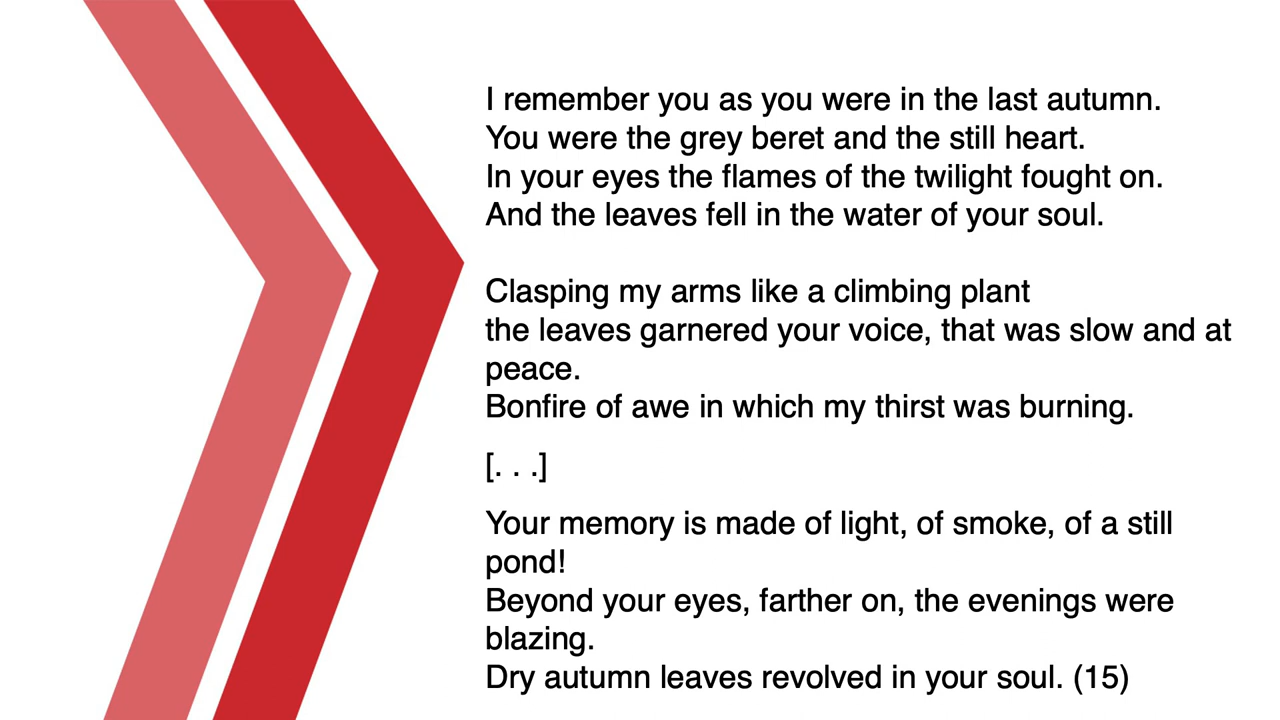 I remember you as you were in the last autumn.
You were the grey beret and the still heart.
In your eyes the flames of the twilight fought on.
And the leaves fell in the water of your soul.
Clasping my arms like a climbing plant
the leaves garnered your voice, that was slow and at
peace.
Bonfire of awe in which my thirst was burning.
[. . .]
Your memory is made of light, of smoke, of a still
pond!
Beyond your eyes, farther on, the evenings were
blazing.
Dry autumn leaves revolved in your soul. (15)